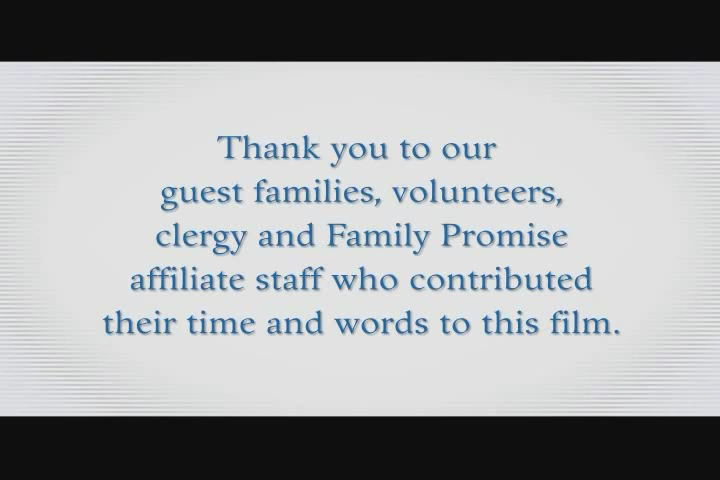 Thank you to our
guest families, volunteers,
clergy and Family Promise
affiliate staff who contributed
their time and words to this film.